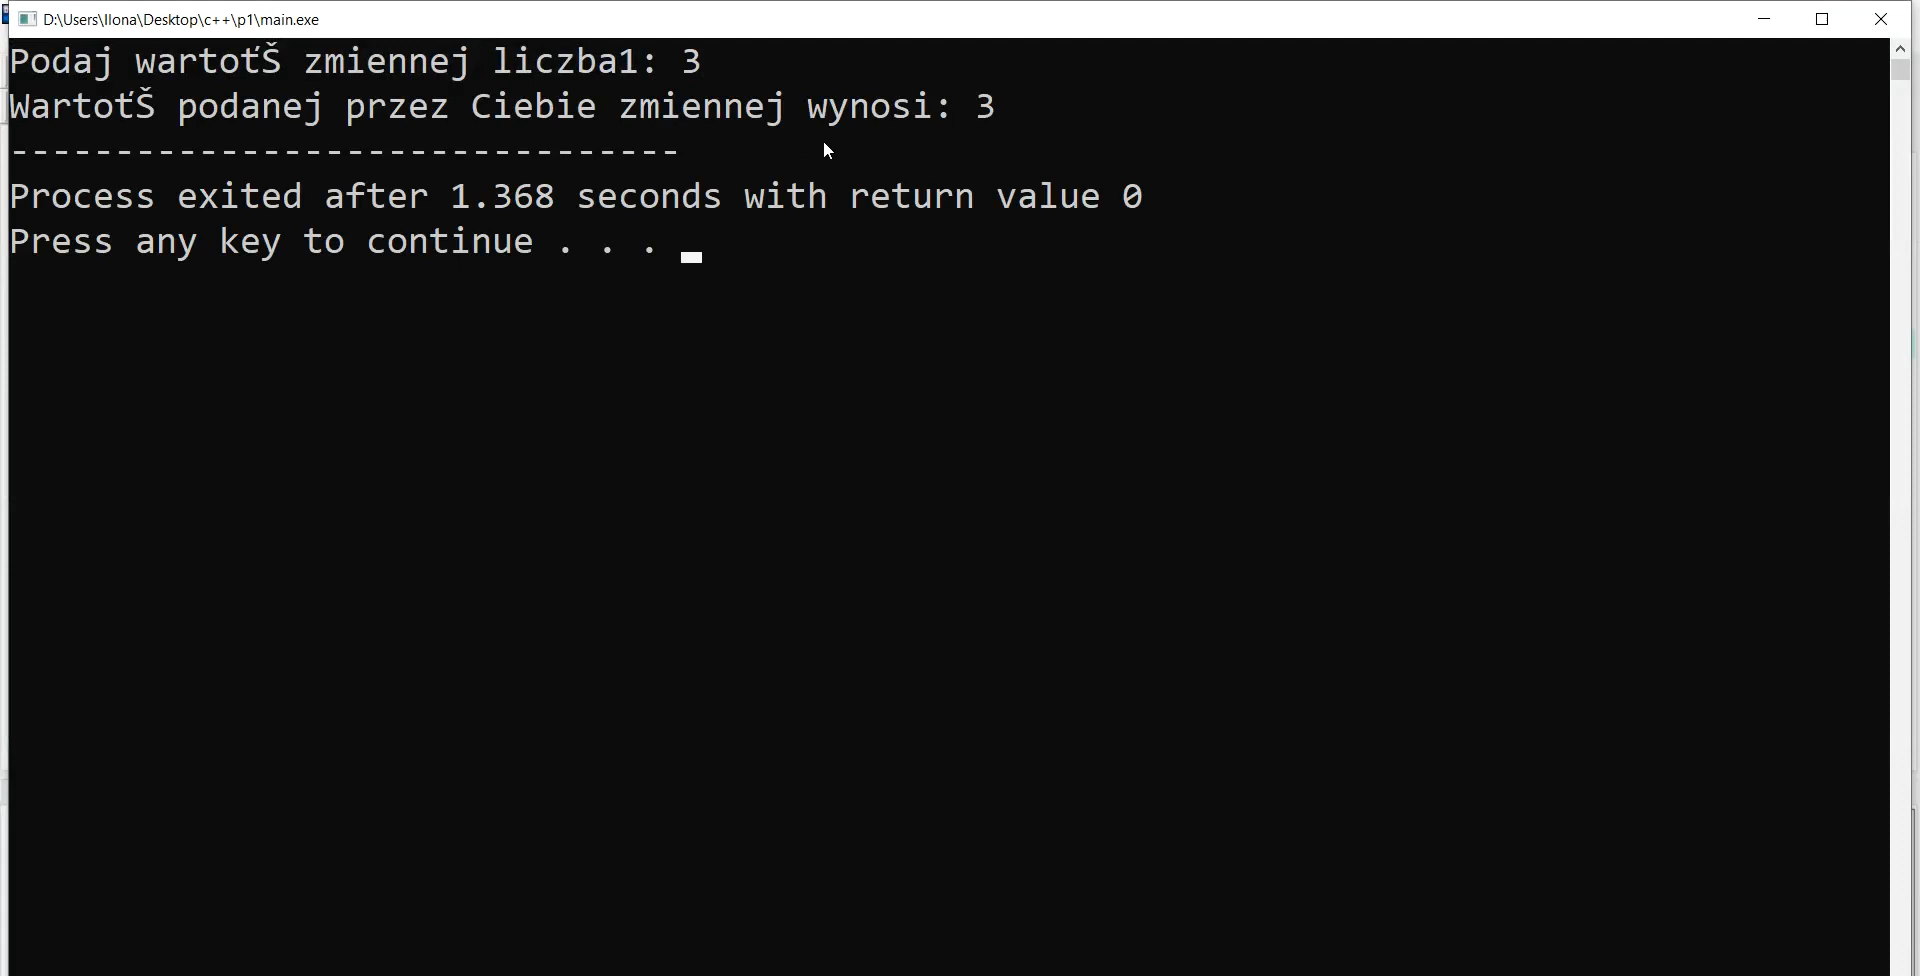 D:\Users\Ilona\Desktop\c++\p1\main.exe
Podaj wartoťŠ zmiennej liczba1: 3
WartoťŠ podanej przez Ciebie zmiennej wynosi: 3
--------------------------------
Process exited after 1.368 seconds with return value 0
Press any key to continue . . .